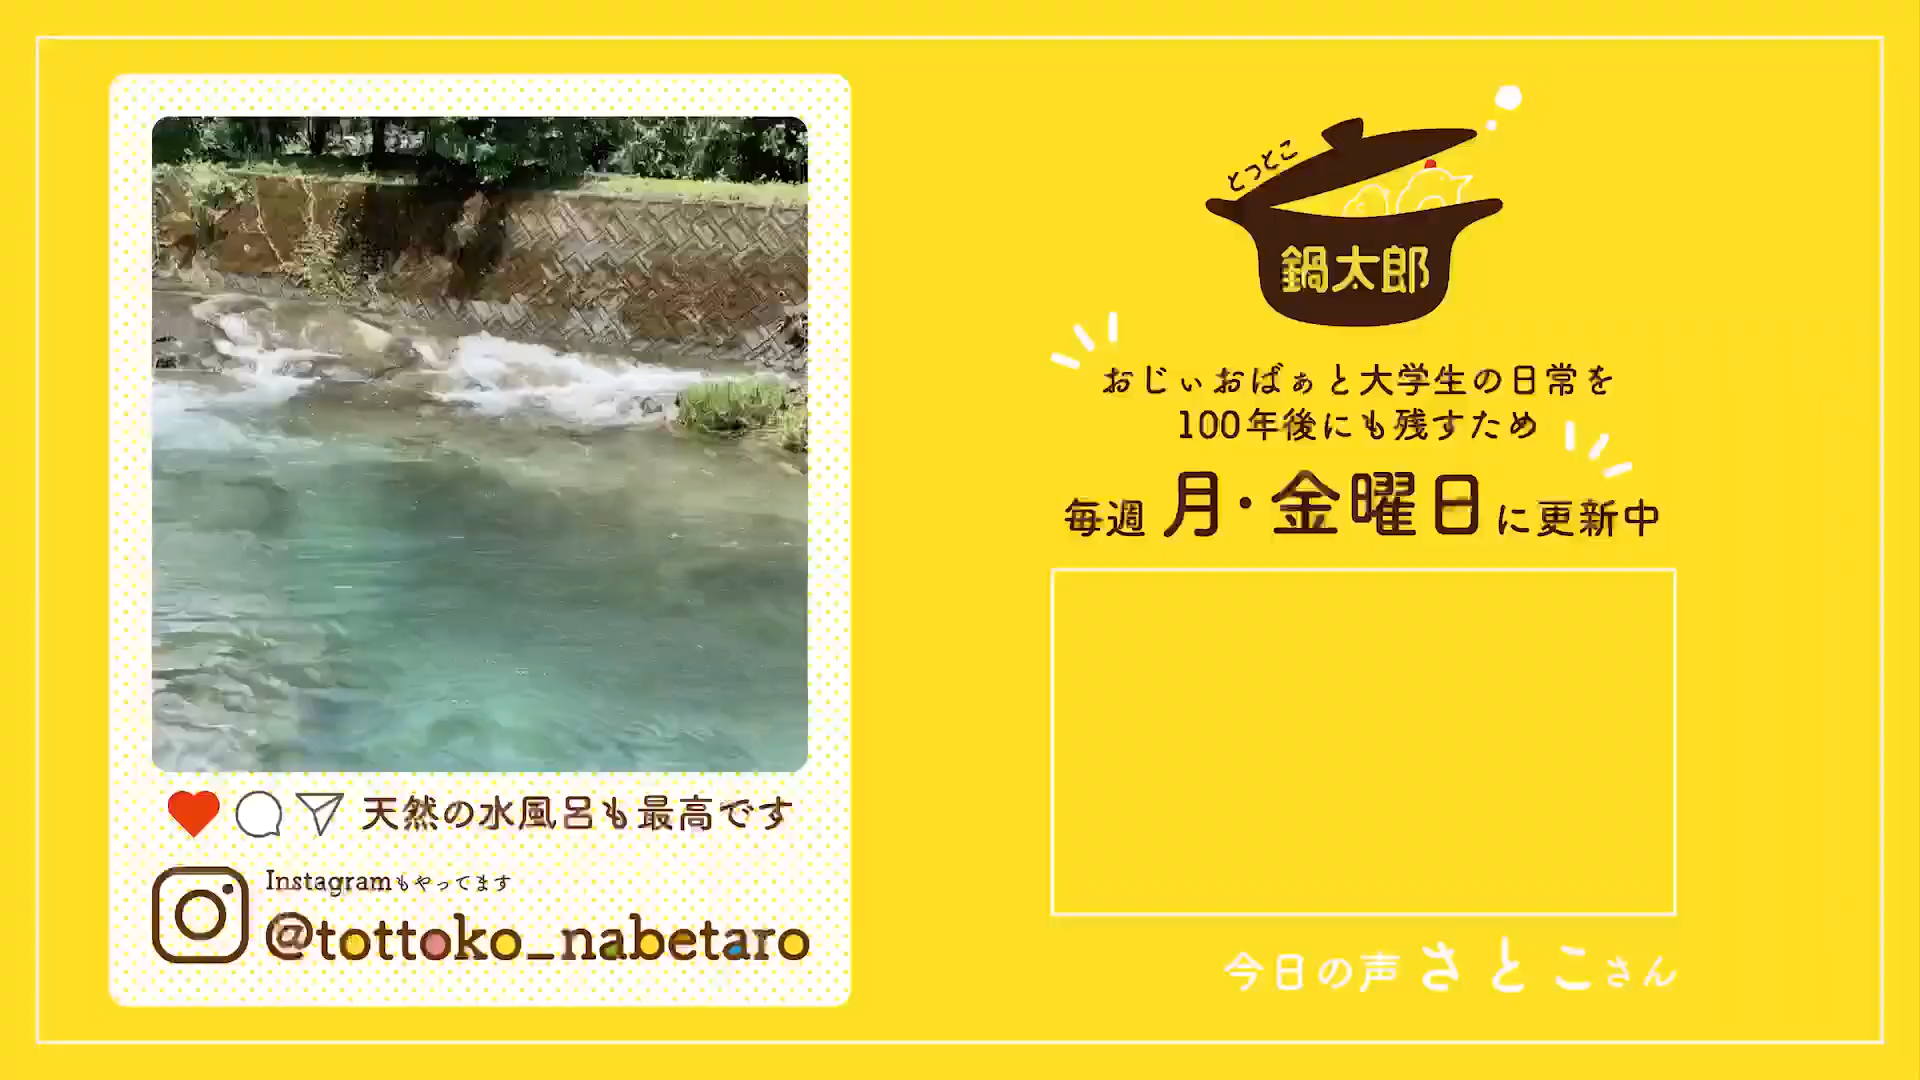 天然の水風呂も最高です
Instagramもやってます
@tottoko_nabetaro
とっとこ
鍋太郎
おじぃおばぁと大学生の日常を
100年後にも残すため
毎週 月・金曜日に更新中
今日の声 さとこさん